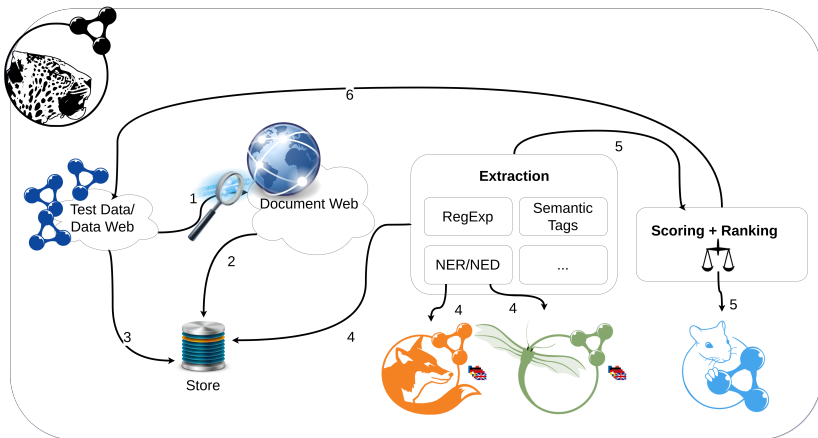 6
5
Extraction
1
Test Data/
Data Web
Document Web
RegExp
Semantic
Tags
Scoring + Ranking
2
NER/NED
...
4
4
5
3
4
Store